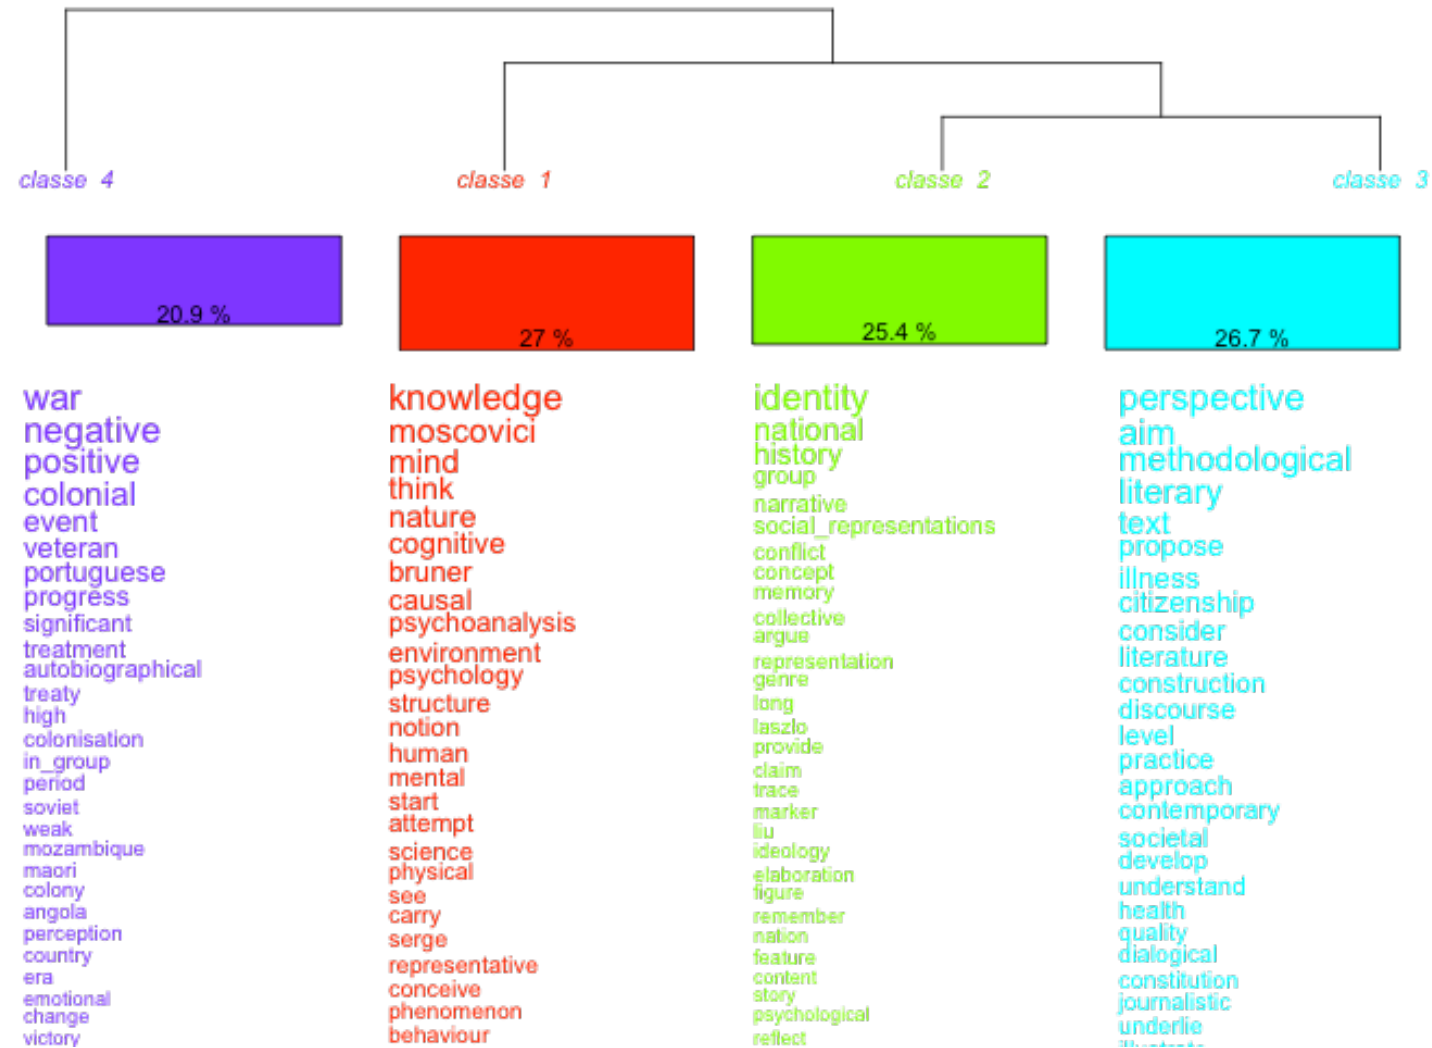 classe 4
classe 1
classe 2
classe 3
20.9 %
27 %
25.4 %
26.7 %
war
negative
positive
colonial
event
veteran
portuguese
progress
significant
treatment
autobiographical
treaty
high
colonisation
in_group
period
soviet
weak
mozambique
maori
colony
angola
perception
country
era
emotional
change
victory
knowledge
moscovici
mind
think
nature
cognitive
bruner
causal
psychoanalysis
environment
psychology
structure
notion
human
mental
start
attempt
science
physical
see
carry
serge
representative
conceive
phenomenon
behaviour
identity
national
history
group
narrative
social_representations
conflict
concept
memory
collective
argue
representation
genre
long
laszlo
provide
claim
trace
marker
liu
ideology
elaboration
figure
remember
nation
feature
content
story
psychological
reflect
perspective
aim
methodological
literary
text
propose
illness
citizenship
consider
literature
construction
discourse
level
practice
approach
contemporary
societal
develop
understand
health
quality
dialogical
constitution
journalistic
underlie